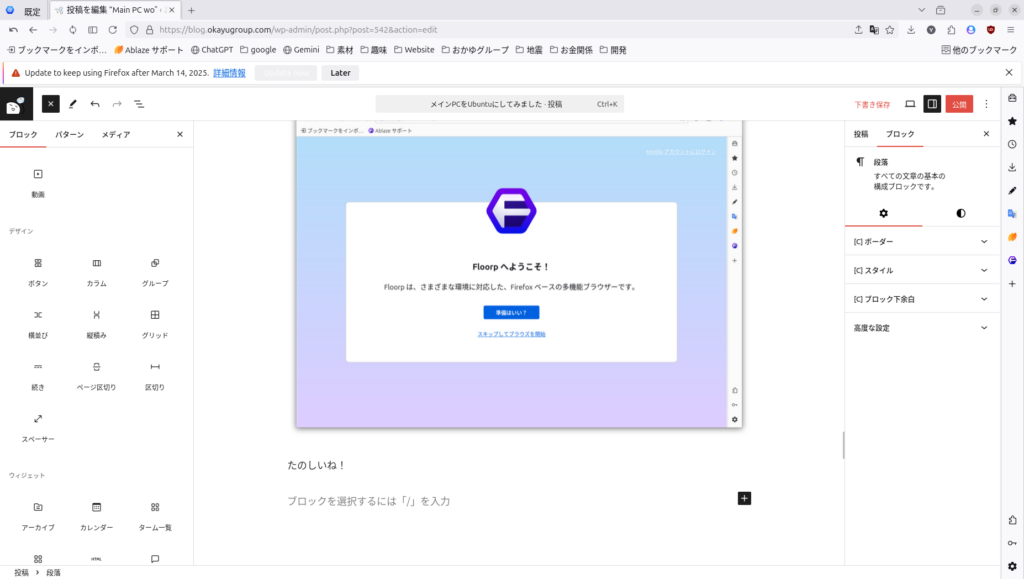 既定
投稿を編集 "Main PC wo" ‹
https://blog.okayugroup.com/wp-admin/post.php?post=542&action=edit
ブックマークをインポ…
Ablaze サポート
ChatGPT
google
Gemini
素材
趣味
Website
おかゆグループ
地震
お金関係
開発
他のブックマーク
Update to keep using Firefox after March 14, 2025.
詳細情報
Later
メインPCをUbuntuにしてみました · 投稿
Ctrl+K
下書き保存
公開
ブロック
パターン
メディア
動画
デザイン
ボタン
カラム
グループ
横並び
縦積み
グリッド
続き
ページ区切り
区切り
スペーサー
ウィジェット
アーカイブ
カレンダー
ターム一覧
HTML
ブックマークをインポ…
Ablaze サポート
Floorp へようこそ！
Floorp は、さまざまな環境に対応した、Firefox ベースの多機能ブラウザーです。
準備はいい？
スキップしてブラウズを開始
たのしいね！
ブロックを選択するには「/」を入力
投稿
ブロック
段落
すべての文章の基本の
構成ブロックです。
[C] ボーダー
[C] スタイル
[C] ブロック下余白
高度な設定
投稿
段落